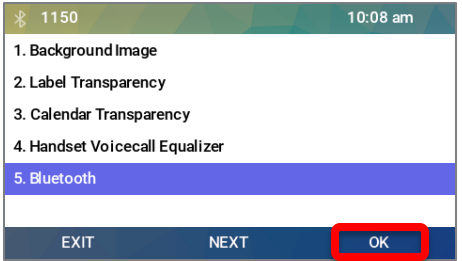 1150 10:08 am
1. Background Image
2. Label Transparency
3. Calendar Transparency
4. Handset Voicecall Equalizer
5. Bluetooth
EXIT NEXT OK